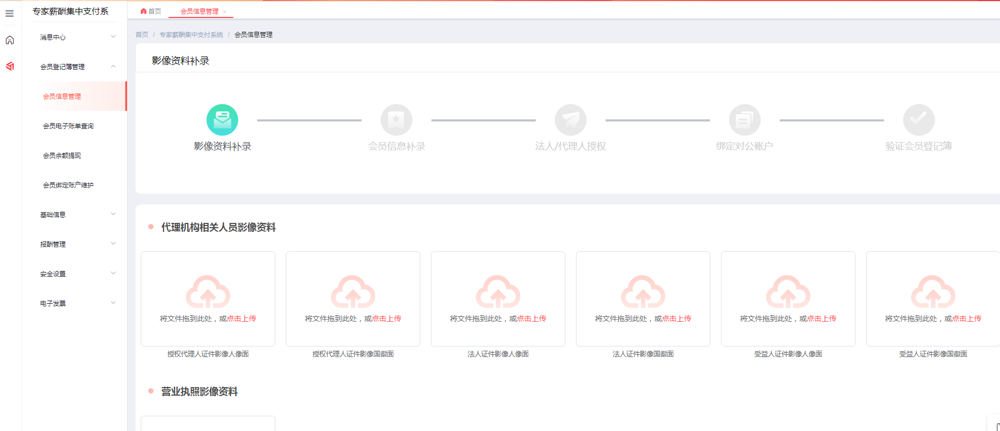 专家薪酬集中支付系
首页
会员信息管理 ×
消息中心
会员登记簿管理
会员信息管理
会员电子账单查询
会员余额提现
会员绑定账户维护
基础信息
报酬管理
安全设置
电子发票
首页 / 专家薪酬集中支付系统 / 会员信息管理
影像资料补录
影像资料补录
会员信息补录
法人/代理人授权
绑定对公账户
验证会员登记簿
代理机构相关人员影像资料
将文件拖到此处，或点击上传
授权代理人证件影像人像面
将文件拖到此处，或点击上传
授权代理人证件影像国徽面
将文件拖到此处，或点击上传
法人证件影像人像面
将文件拖到此处，或点击上传
法人证件影像国徽面
将文件拖到此处，或点击上传
受益人证件影像人像面
将文件拖到此处，或点击上传
受益人证件影像国徽面
营业执照影像资料